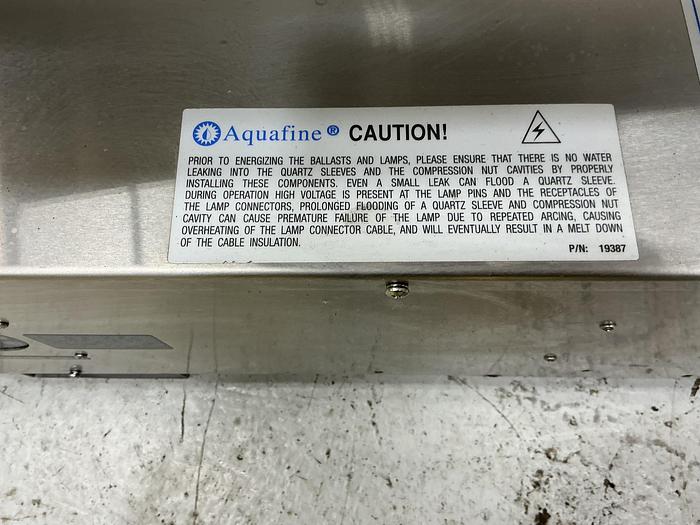 Aquafine ® CAUTION!
PRIOR TO ENERGIZING THE BALLASTS AND LAMPS, PLEASE ENSURE THAT THERE IS NO WATER
LEAKING INTO THE QUARTZ SLEEVES AND THE COMPRESSION NUT CAVITIES BY PROPERLY
INSTALLING THESE COMPONENTS. EVEN A SMALL LEAK CAN FLOOD A QUARTZ SLEEVE.
DURING OPERATION HIGH VOLTAGE IS PRESENT AT THE LAMP PINS AND THE RECEPTACLES OF
THE LAMP CONNECTORS, PROLONGED FLOODING OF A QUARTZ SLEEVE AND COMPRESSION NUT
CAVITY CAN CAUSE PREMATURE FAILURE OF THE LAMP DUE TO REPEATED ARCING, CAUSING
OVERHEATING OF THE LAMP CONNECTOR CABLE, AND WILL EVENTUALLY RESULT IN A MELT DOWN
OF THE CABLE INSULATION.
P/N: 19387